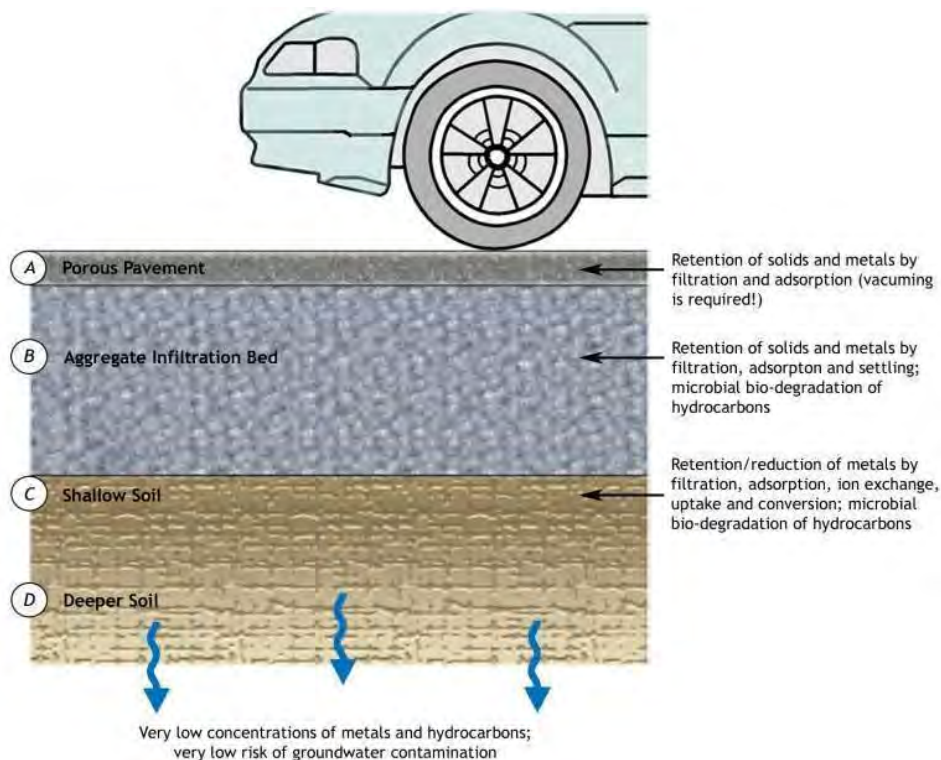 A Porous Pavement
Retention of solids and metals by
filtration and adsorption (vacuuming
is required!)
B Aggregate Infiltration Bed
Retention of solids and metals by
filtration, adsorpton and settling;
microbial bio-degradation of
hydrocarbons
C Shallow Soil
Retention/reduction of metals by
filtration, adsorption, ion exchange,
uptake and conversion; microbial
bio-degradation of hydrocarbons
D Deeper Soil
Very low concentrations of metals and hydrocarbons;
very low risk of groundwater contamination